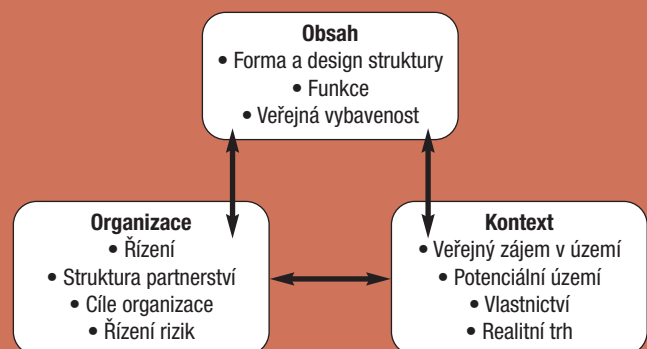 Obsah
• Forma a design struktury
• Funkce
• Veřejná vybavenost
Organizace
• Řízení
• Struktura partnerství
• Cíle organizace
• Řízení rizik
Kontext
• Veřejný zájem v území
• Potenciální území
• Vlastnictví
• Realitní trh